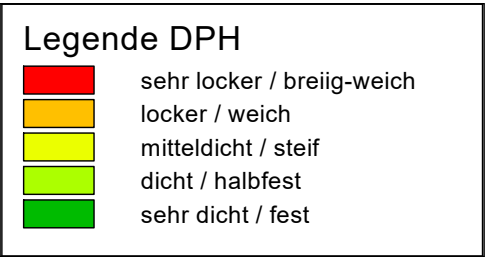 Legende DPH
sehr locker / breiig-weich
locker / weich
mitteldicht / steif
dicht / halbfest
sehr dicht / fest